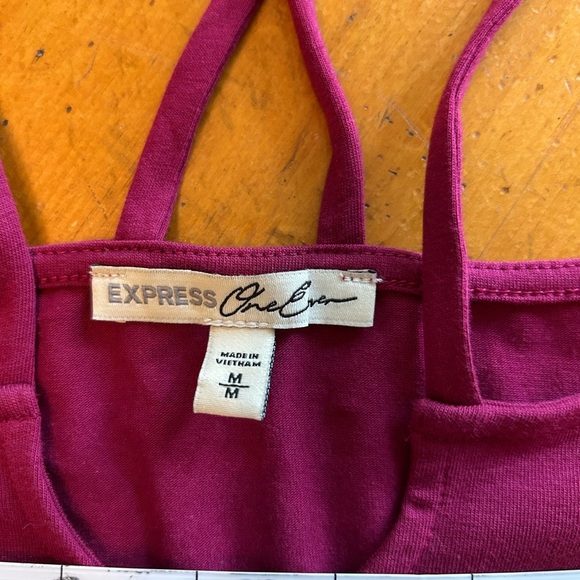 EXPRESS One Eleven
MADE IN
VIETNAM
M
M